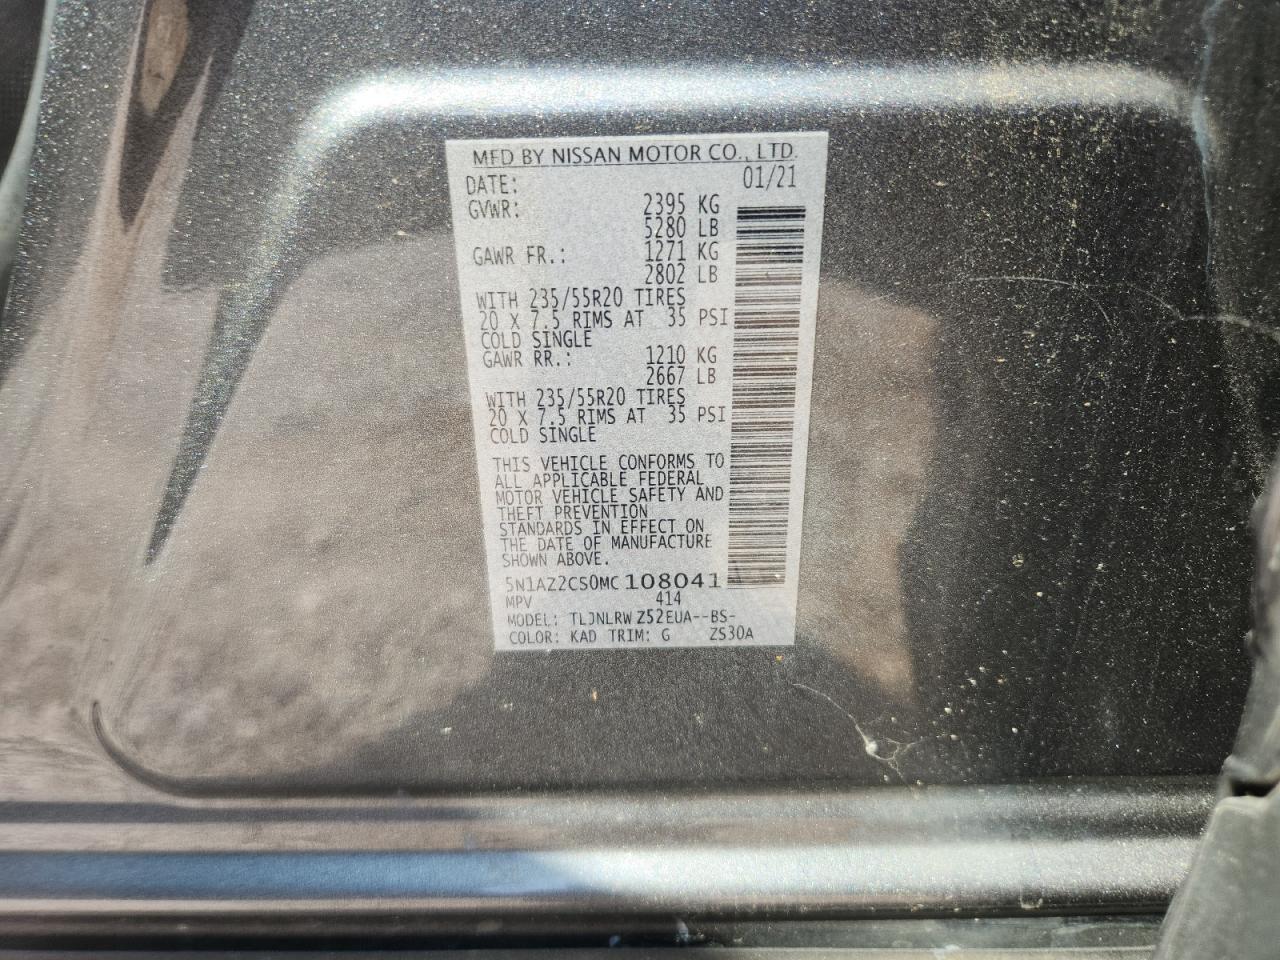 MFD BY NISSAN MOTOR CO., LTD.
DATE: 01/21
GVWR: 2395 KG
5280 LB
GAWR FR.: 1271 KG
2802 LB
WITH 235/55R20 TIRES
20 X 7.5 RIMS AT 35 PSI
COLD SINGLE
GAWR RR.: 1210 KG
2667 LB
WITH 235/55R20 TIRES
20 X 7.5 RIMS AT 35 PSI
COLD SINGLE
THIS VEHICLE CONFORMS TO
ALL APPLICABLE FEDERAL
MOTOR VEHICLE SAFETY AND
THEFT PREVENTION
STANDARDS IN EFFECT ON
THE DATE OF MANUFACTURE
SHOWN ABOVE.
5N1AZ2CS0MC108041
MPV 414
MODEL: TLJNLRW Z52EUA--BS-
COLOR: KAD TRIM: G ZS30A